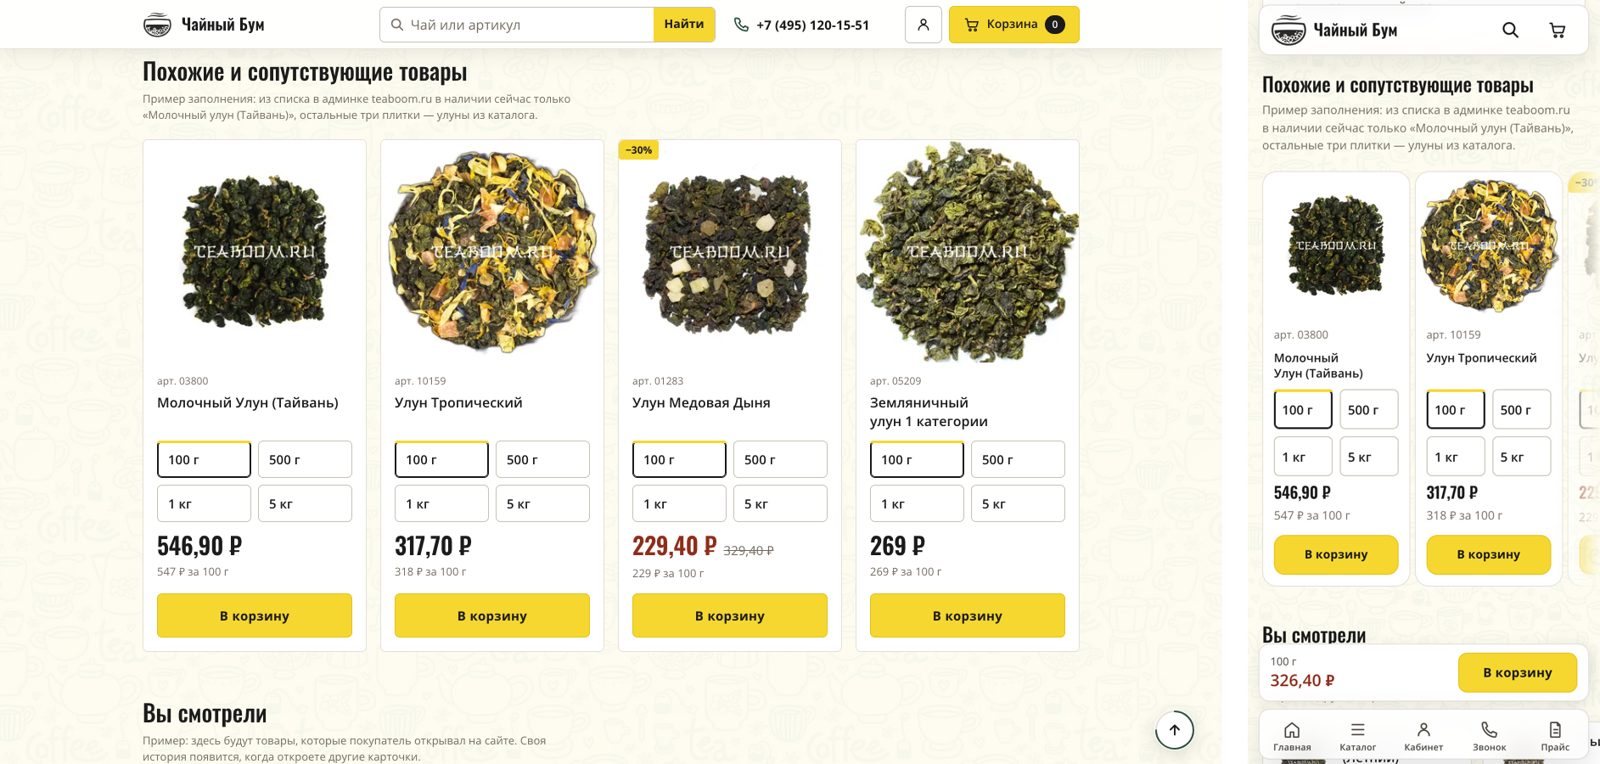 Чайный Бум
Чай или артикул
Найти
+7 (495) 120-15-51
Корзина 0
Похожие и сопутствующие товары
Пример заполнения: из списка в админке teaboom.ru в наличии сейчас только
«Молочный улун (Тайвань)», остальные три плитки — улуны из каталога.
−30%
TEABOOM.RU
TEABOOM.RU
TEABOOM.RU
TEABOOM.RU
арт. 03800
Молочный Улун (Тайвань)
100 г
500 г
1 кг
5 кг
546,90 ₽
547 ₽ за 100 г
В корзину
арт. 10159
Улун Тропический
100 г
500 г
1 кг
5 кг
317,70 ₽
318 ₽ за 100 г
В корзину
арт. 01283
Улун Медовая Дыня
100 г
500 г
1 кг
5 кг
229,40 ₽ 329,40 ₽
229 ₽ за 100 г
В корзину
арт. 05209
Земляничный
улун 1 категории
100 г
500 г
1 кг
5 кг
269 ₽
269 ₽ за 100 г
В корзину
Вы смотрели
Пример: здесь будут товары, которые покупатель открывал на сайте. Своя
история появится, когда откроете другие карточки.
Чайный Бум
Похожие и сопутствующие товары
Пример заполнения: из списка в админке teaboom.ru
в наличии сейчас только «Молочный улун (Тайвань)»,
остальные три плитки — улуны из каталога.
TEABOOM.RU
TEABOOM.RU
−30
арт. 03800
Молочный
Улун (Тайвань)
100 г
500 г
1 кг
5 кг
546,90 ₽
547 ₽ за 100 г
В корзину
арт. 10159
Улун Тропический
100 г
500 г
1 кг
5 кг
317,70 ₽
318 ₽ за 100 г
В корзину
Вы смотрели
100 г
326,40 ₽
В корзину
Главная
Каталог
Кабинет
Звонок
Прайс